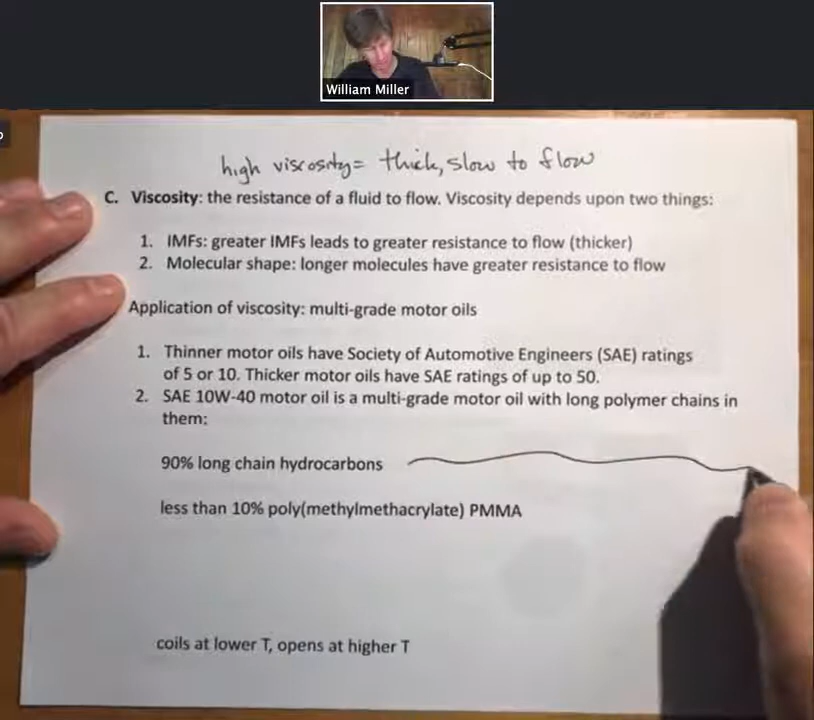 William Miller
high viscosity = thick, slow to flow
C. Viscosity: the resistance of a fluid to flow. Viscosity depends upon two things:
1. IMFs: greater IMFs leads to greater resistance to flow (thicker)
2. Molecular shape: longer molecules have greater resistance to flow
Application of viscosity: multi-grade motor oils
1. Thinner motor oils have Society of Automotive Engineers (SAE) ratings
of 5 or 10. Thicker motor oils have SAE ratings of up to 50.
2. SAE 10W-40 motor oil is a multi-grade motor oil with long polymer chains in
them:
90% long chain hydrocarbons
less than 10% poly(methylmethacrylate) PMMA
coils at lower T, opens at higher T